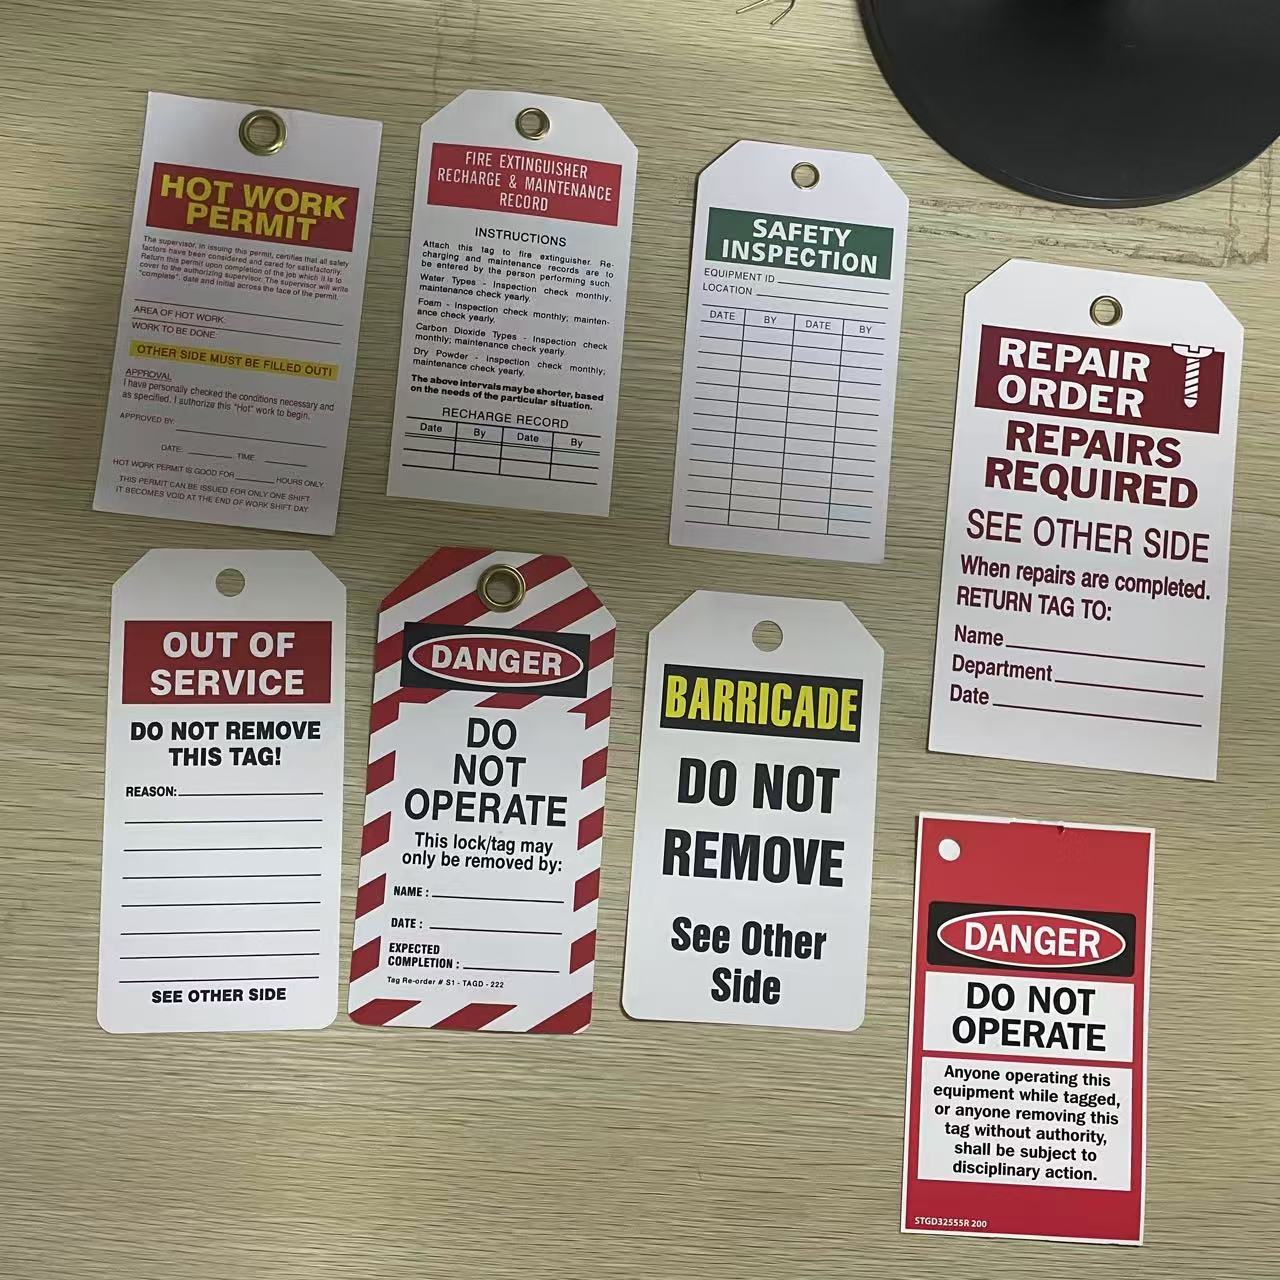 HOT WORK
PERMIT
The supervisor, in issuing this permit, certifies that all safety
factors have been considered and cared for satisfactorily.
Return this permit upon completion of the job which it is to
cover to the authorizing supervisor. The supervisor will write
"complete", date and initial across the face of the permit.
AREA OF HOT WORK:
WORK TO BE DONE
OTHER SIDE MUST BE FILLED OUT!
APPROVAL
I have personally checked the conditions necessary and
as specified. I authorize this "Hot" work to begin.
APPROVED BY:
DATE: TIME
HOT WORK PERMIT IS GOOD FOR HOURS ONLY
THIS PERMIT CAN BE ISSUED FOR ONLY ONE SHIFT
IT BECOMES VOID AT THE END OF WORK SHIFT DAY
FIRE EXTINGUISHER
RECHARGE & MAINTENANCE
RECORD
INSTRUCTIONS
Attach this tag to fire extinguisher. Re-
charging and maintenance records are to
be entered by the person performing such.
Water Types - Inspection check monthly,
maintenance check yearly.
Foam - Inspection check monthly; mainten-
ance check yearly.
Carbon Dioxide Types - Inspection check
monthly; maintenance check yearly
Dry Powder - Inspection check monthly;
maintenance check yearly.
The above intervals may be shorter, based
on the needs of the particular situation.
RECHARGE RECORD
Date By Date By
SAFETY
INSPECTION
EQUIPMENT ID
LOCATION
DATE BY DATE BY
REPAIR
ORDER
REPAIRS
REQUIRED
SEE OTHER SIDE
When repairs are completed.
RETURN TAG TO:
Name
Department
Date
OUT OF
SERVICE
DO NOT REMOVE
THIS TAG!
REASON:
SEE OTHER SIDE
DANGER
DO
NOT
OPERATE
This lock/tag may
only be removed by:
NAME :
DATE :
EXPECTED
COMPLETION :
Tag Re-order # S1 - TAGD - 222
BARRICADE
DO NOT
REMOVE
See Other
Side
DANGER
DO NOT
OPERATE
Anyone operating this
equipment while tagged,
or anyone removing this
tag without authority,
shall be subject to
disciplinary action.
STGD32555R 200